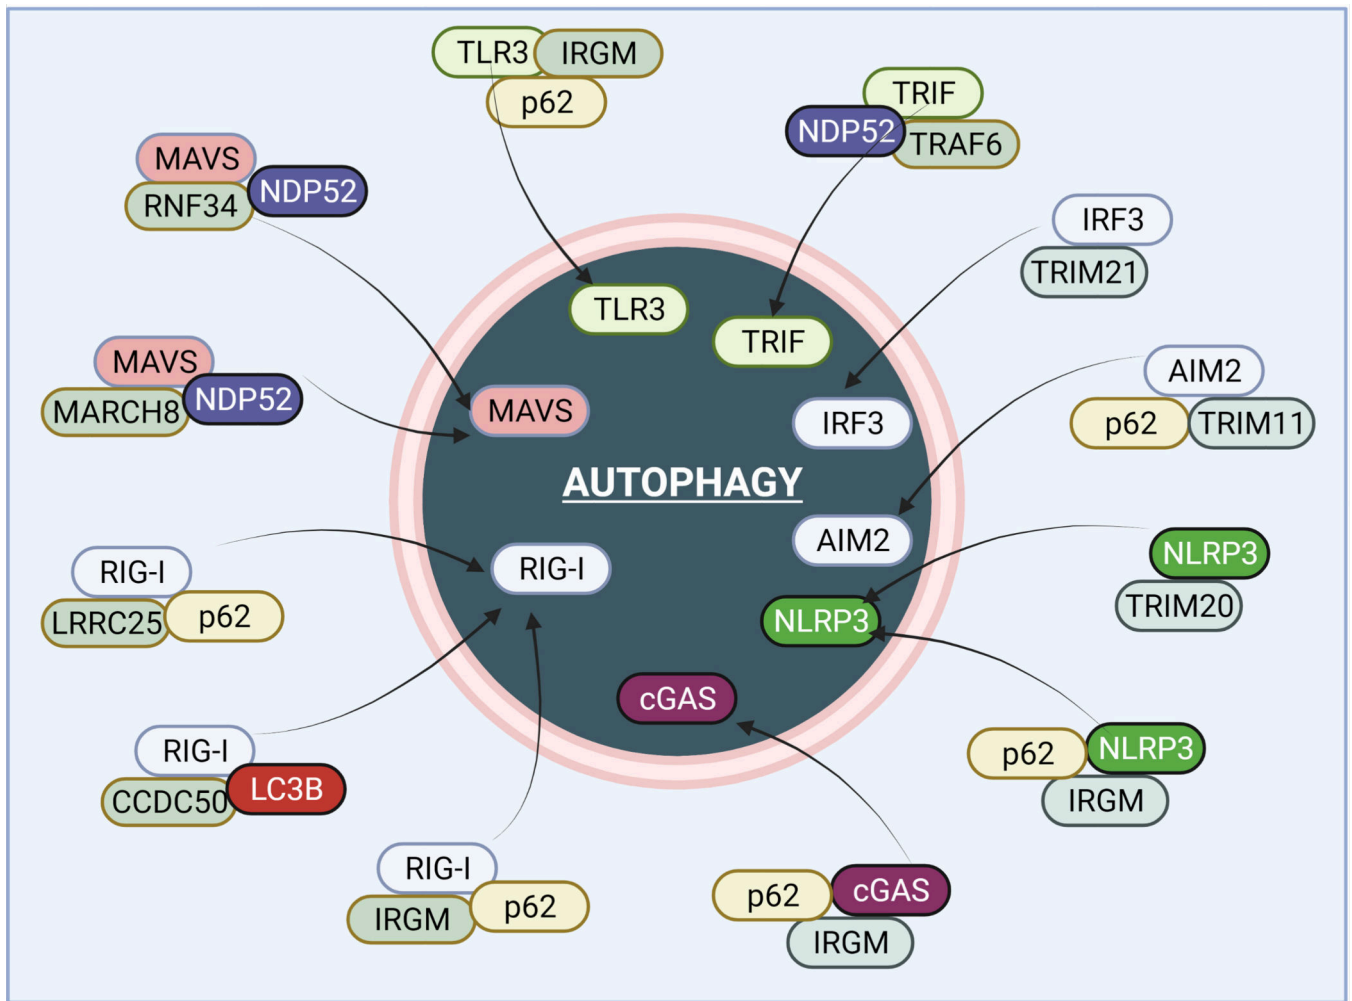 TLR3
IRGM
p62
TRIF
NDP52
TRAF6
MAVS
RNF34
NDP52
IRF3
TRIM21
TLR3
TRIF
MAVS
MARCH8
NDP52
AIM2
p62
TRIM11
MAVS
IRF3
AUTOPHAGY
AIM2
RIG-I
NLRP3
cGAS
RIG-I
LRRC25
p62
NLRP3
TRIM20
RIG-I
CCDC50
LC3B
p62
NLRP3
IRGM
RIG-I
IRGM
p62
p62
cGAS
IRGM